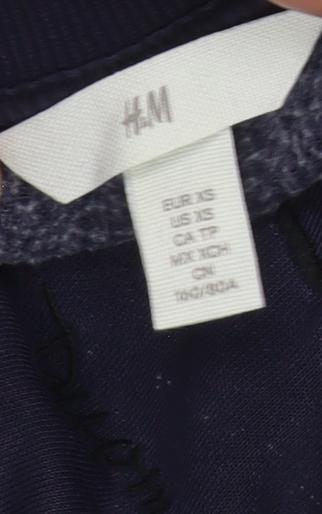 H&M
EUR XS
US XS
CA TP
MX XCH
CN
160/80A